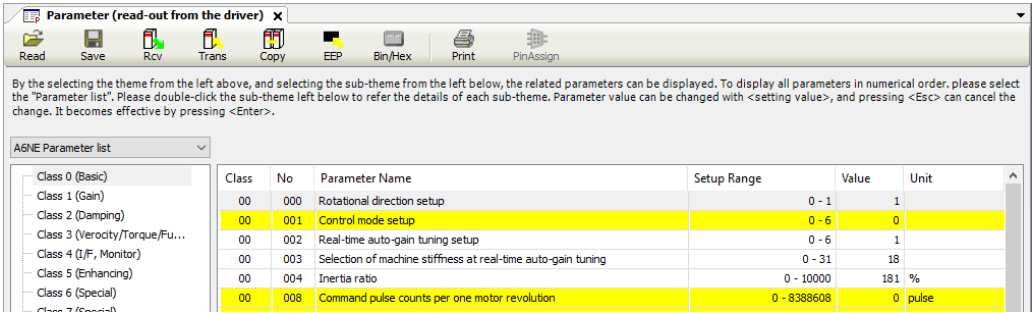 Parameter (read-out from the driver) x
Read Save Rcv Trans Copy EEP Bin/Hex Print PinAssign
By the selecting the theme from the left above, and selecting the sub-theme from the left below, the related parameters can be displayed. To display all parameters in numerical order. please select
the "Parameter list". Please double-click the sub-theme left below to refer the details of each sub-theme. Parameter value can be changed with <setting value>, and pressing <Esc> can cancel the
change. It becomes effective by pressing <Enter>.
A6NE Parameter list
Class 0 (Basic)
Class 1 (Gain)
Class 2 (Damping)
Class 3 (Verocity/Torque/Fu...
Class 4 (I/F, Monitor)
Class 5 (Enhancing)
Class 6 (Special)
Class 7 (Special)
Class No Parameter Name Setup Range Value Unit
00 000 Rotational direction setup 0 - 1 1
00 001 Control mode setup 0 - 6 0
00 002 Real-time auto-gain tuning setup 0 - 6 1
00 003 Selection of machine stiffness at real-time auto-gain tuning 0 - 31 18
00 004 Inertia ratio 0 - 10000 181 %
00 008 Command pulse counts per one motor revolution 0 - 8388608 0 pulse